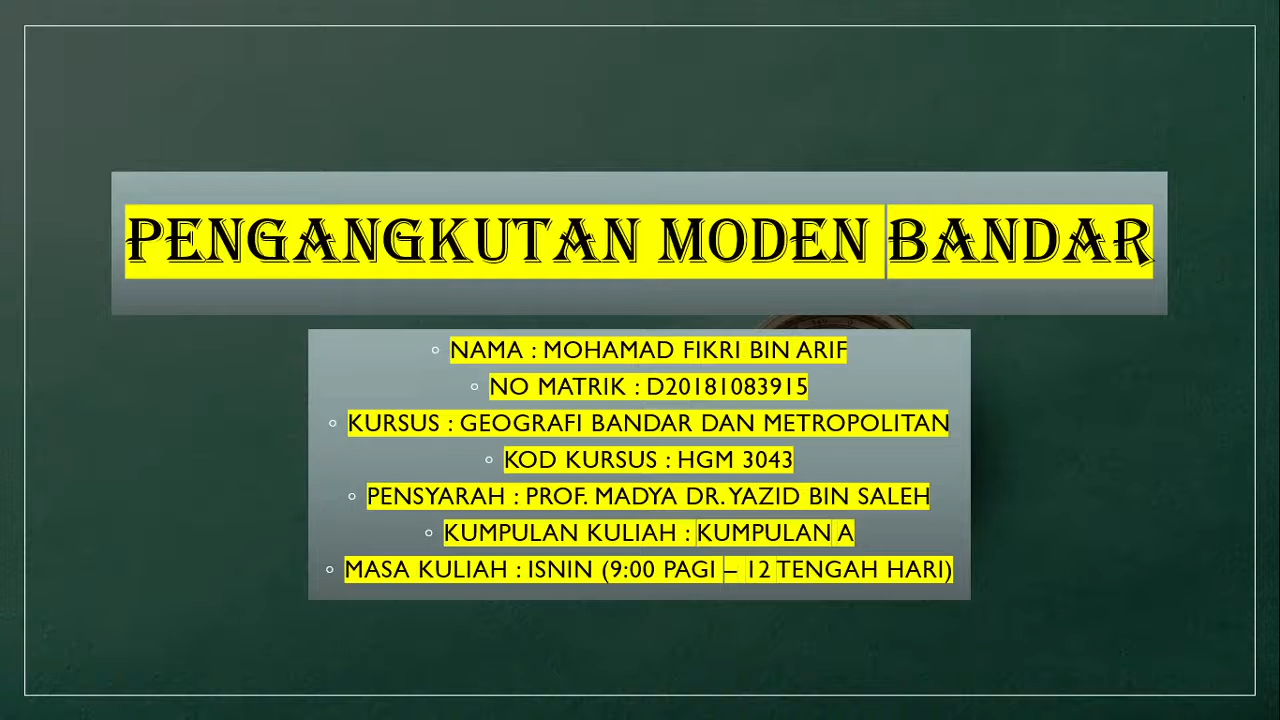 PENGANGKUTAN MODEN BANDAR
NAMA : MOHAMAD FIKRI BIN ARIF
NO MATRIK : D20181083915
KURSUS : GEOGRAFI BANDAR DAN METROPOLITAN
KOD KURSUS : HGM 3043
PENSYARAH : PROF. MADYA DR. YAZID BIN SALEH
KUMPULAN KULIAH : KUMPULAN A
MASA KULIAH : ISNIN (9:00 PAGI – 12 TENGAH HARI)